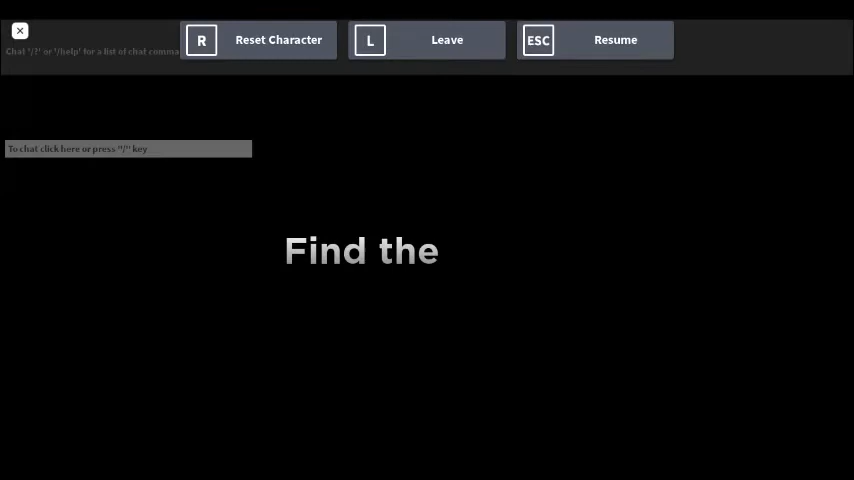 R Reset Character L Leave ESC Resume
Chat '/?' or '/help' for a list of chat comma
To chat click here or press "/" key
Find the